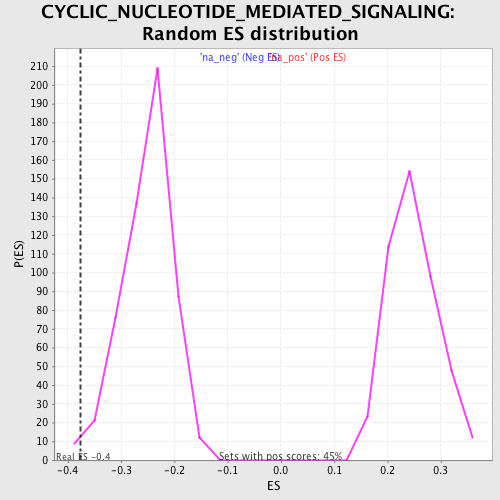 CYCLIC_NUCLEOTIDE_MEDIATED_SIGNALING:
Random ES distribution
'na_neg' (Neg ES) 'na_pos' (Pos ES)
210
200
190
180
170
160
150
140
130
120
110
100
90
80
70
60
50
40
30
20
10
0
P(ES)
Real ES -0.4
Sets with pos scores: 45%
-0.4 -0.3 -0.2 -0.1 0.0 0.1 0.2 0.3
ES